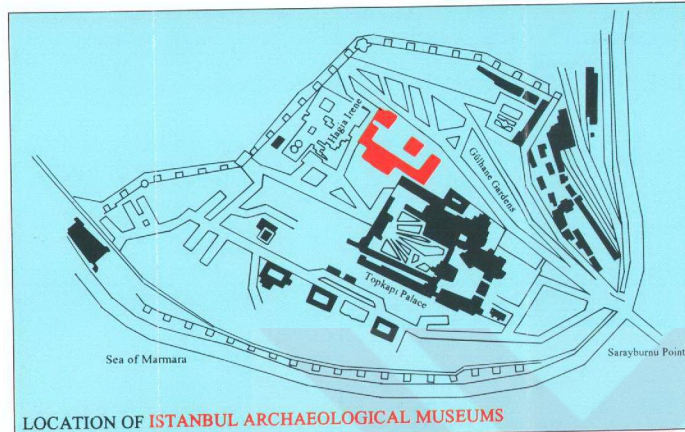 Hagia Irene
Gülhane Gardens
Topkapı Palace
Sea of Marmara
Sarayburnu Point
LOCATION OF ISTANBUL ARCHAEOLOGICAL MUSEUMS